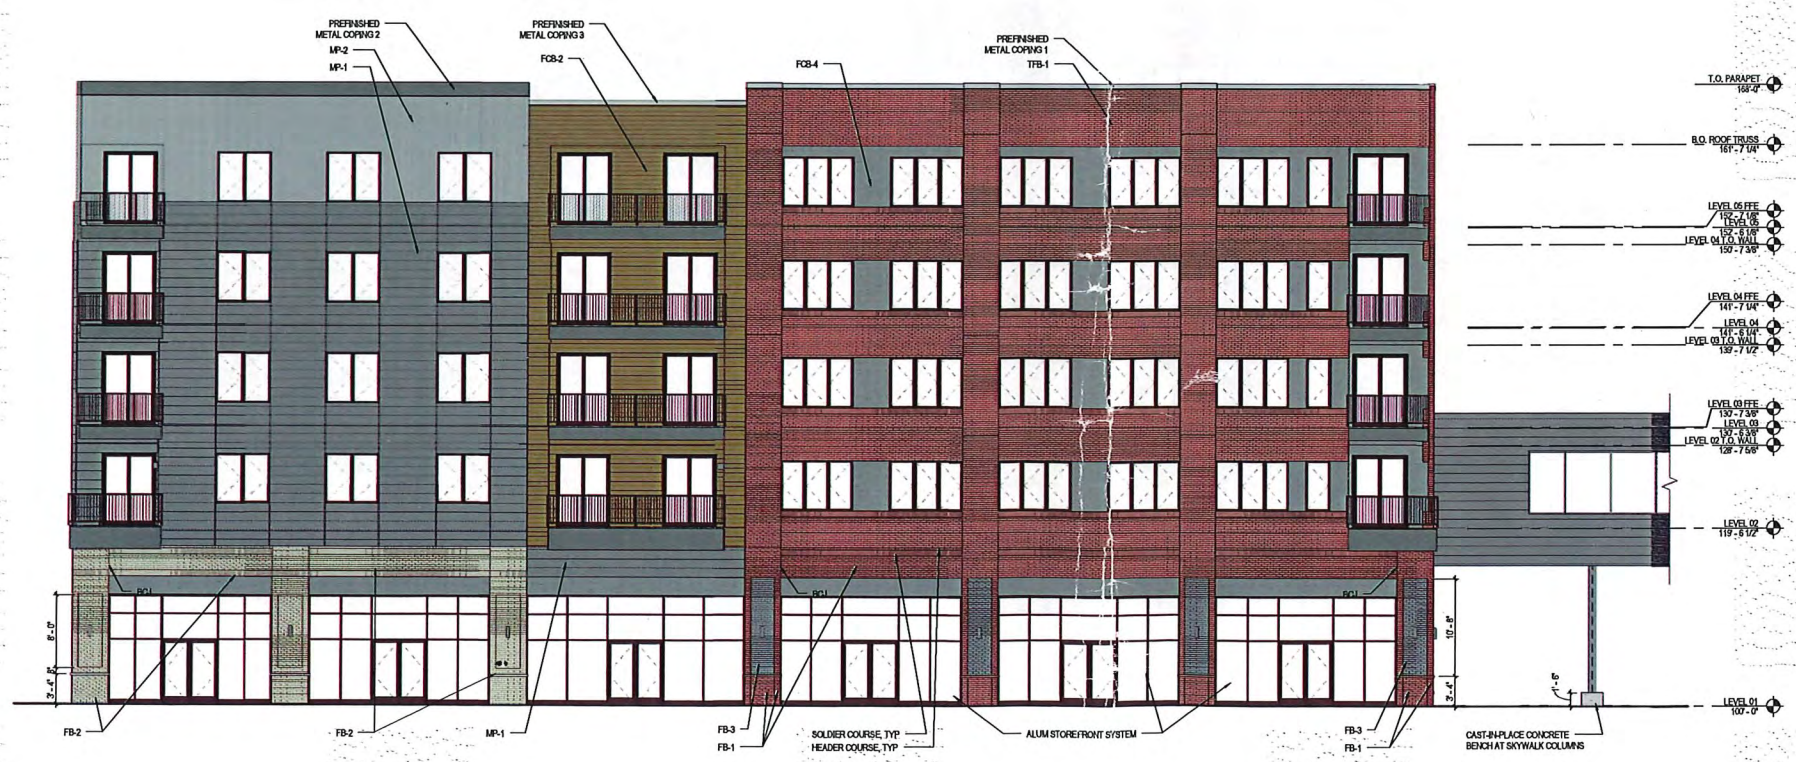 PREFINISHED
METAL COPING 2
MP-2
MP-1
PREFINISHED
METAL COPING 3
FCB-2
FCB-4
PREFINISHED
METAL COPING 1
TFB-1
T.O. PARAPET
168'-0"
B.O. ROOF TRUSS
161' - 7 1/4"
LEVEL 05 FFE
152' - 7 1/8"
LEVEL 05
152' - 6 1/8"
LEVEL 04 T.O. WALL
150' - 7 3/8"
LEVEL 04 FFE
141' - 7 1/4"
LEVEL 04
141' - 6 1/4"
LEVEL 03 T.O. WALL
139' - 7 1/2"
LEVEL 03 FFE
130' - 7 3/8"
LEVEL 03
130' - 6 3/8"
LEVEL 02 T.O. WALL
128' - 7 5/8"
LEVEL 02
119' - 6 1/2"
LEVEL 01
100' - 0"
BCJ
BCJ
BCJ
8' - 0"
8"
3' - 4"
10' - 8"
3' - 4"
1' - 6"
FB-2
FB-2
MP-1
FB-3
FB-1
SOLDIER COURSE, TYP
HEADER COURSE, TYP
ALUM STOREFRONT SYSTEM
FB-3
FB-1
CAST-IN-PLACE CONCRETE
BENCH AT SKYWALK COLUMNS